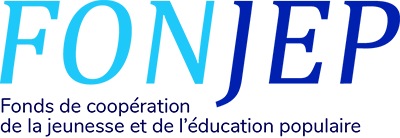 FONJEP
Fonds de coopération
de la jeunesse et de l'éducation populaire